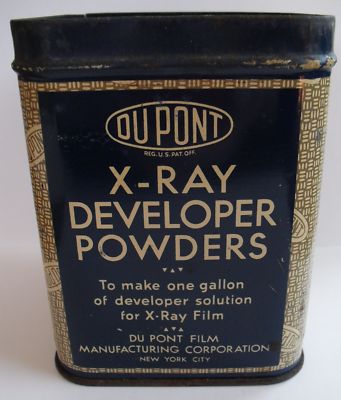 DU PONT
REG. U.S. PAT. OFF.
X-RAY
DEVELOPER
POWDERS
To make one gallon
of developer solution
for X-Ray Film
DU PONT FILM
MANUFACTURING CORPORATION
NEW YORK CITY